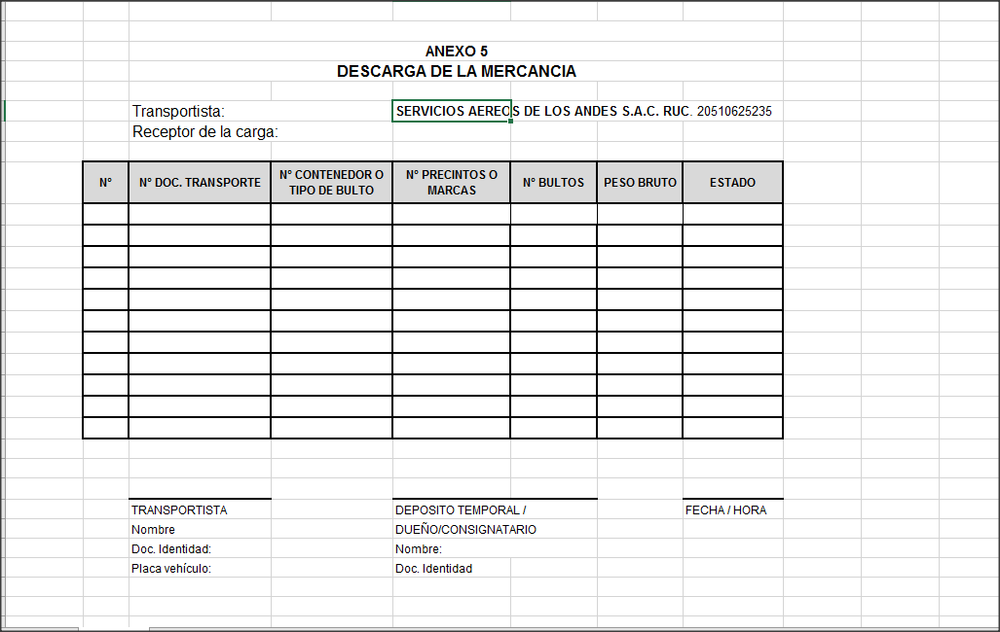 ANEXO 5
DESCARGA DE LA MERCANCIA
Transportista: SERVICIOS AEREOS DE LOS ANDES S.A.C. RUC. 20510625235
Receptor de la carga:
N° N° DOC. TRANSPORTE N° CONTENEDOR O TIPO DE BULTO N° PRECINTOS O MARCAS N° BULTOS PESO BRUTO ESTADO
TRANSPORTISTA DEPOSITO TEMPORAL / FECHA / HORA
Nombre DUEÑO/CONSIGNATARIO
Doc. Identidad: Nombre:
Placa vehículo: Doc. Identidad